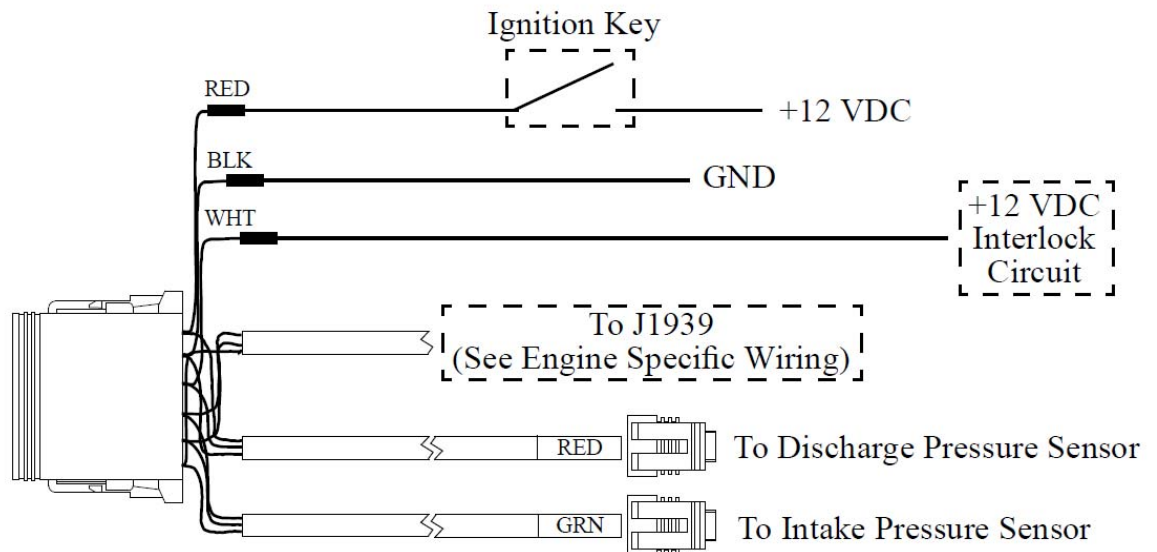 Ignition Key
RED
+12 VDC
BLK
GND
WHT
+12 VDC
Interlock
Circuit
To J1939
(See Engine Specific Wiring)
RED
To Discharge Pressure Sensor
GRN
To Intake Pressure Sensor